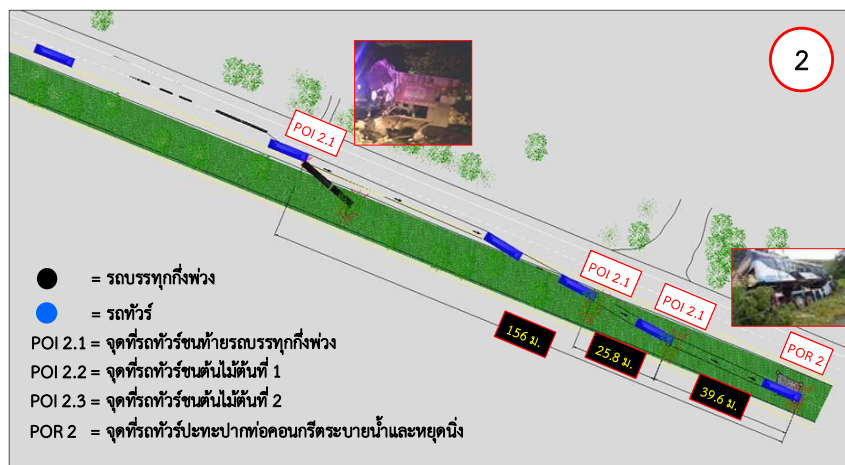 2
POI 2.1
POI 2.1
POI 2.1
POR 2
156 ม.
25.8 ม.
39.6 ม.
= รถบรรทุกกึ่งพ่วง
= รถทัวร์
POI 2.1 = จุดที่รถทัวร์ชนท้ายรถบรรทุกกึ่งพ่วง
POI 2.2 = จุดที่รถทัวร์ชนต้นไม้ต้นที่ 1
POI 2.3 = จุดที่รถทัวร์ชนต้นไม้ต้นที่ 2
POR 2 = จุดที่รถทัวร์ปะทะปากท่อคอนกรีตระบายน้ำและหยุดนิ่ง